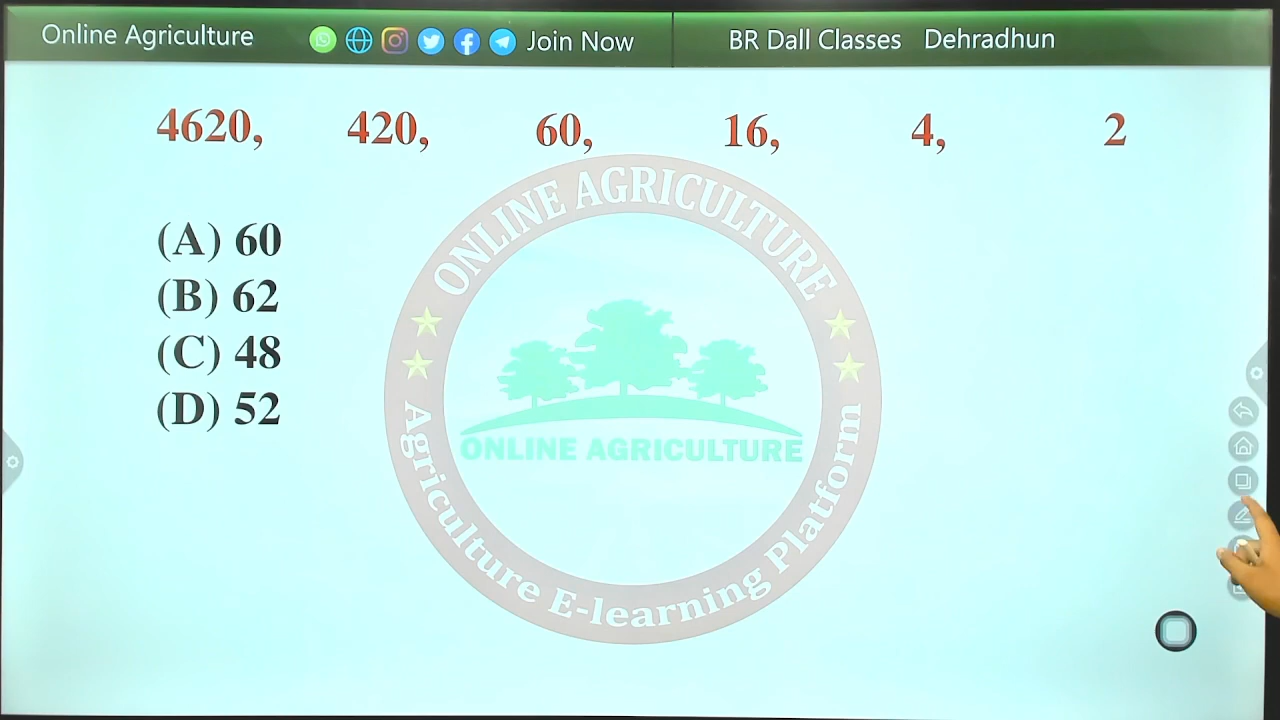 Online Agriculture Join Now BR Dall Classes Dehradhun
4620, 420, 60, 16, 4, 2
(A) 60
(B) 62
(C) 48
(D) 52
ONLINE AGRICULTURE
ONLINE AGRICULTURE
Agriculture E-learning Platform